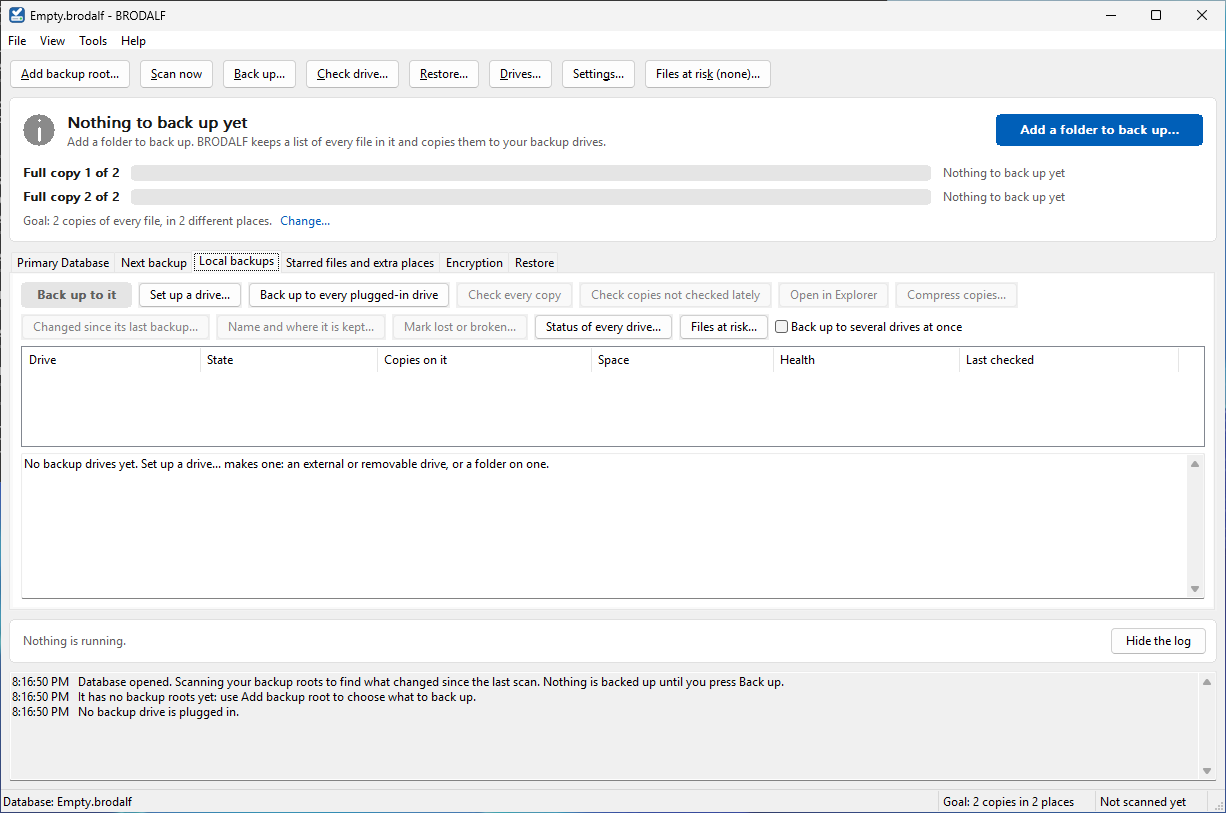 Empty.brodalf - BRODALF
File View Tools Help
Add backup root... Scan now Back up... Check drive... Restore... Drives... Settings... Files at risk (none)...
Nothing to back up yet
Add a folder to back up. BRODALF keeps a list of every file in it and copies them to your backup drives.
Add a folder to back up...
Full copy 1 of 2 Nothing to back up yet
Full copy 2 of 2 Nothing to back up yet
Goal: 2 copies of every file, in 2 different places. Change...
Primary Database Next backup Local backups Starred files and extra places Encryption Restore
Back up to it Set up a drive... Back up to every plugged-in drive Check every copy Check copies not checked lately Open in Explorer Compress copies...
Changed since its last backup... Name and where it is kept... Mark lost or broken... Status of every drive... Files at risk... Back up to several drives at once
Drive State Copies on it Space Health Last checked
No backup drives yet. Set up a drive... makes one: an external or removable drive, or a folder on one.
Nothing is running. Hide the log
8:16:50 PM Database opened. Scanning your backup roots to find what changed since the last scan. Nothing is backed up until you press Back up.
8:16:50 PM It has no backup roots yet: use Add backup root to choose what to back up.
8:16:50 PM No backup drive is plugged in.
Database: Empty.brodalf Goal: 2 copies in 2 places Not scanned yet